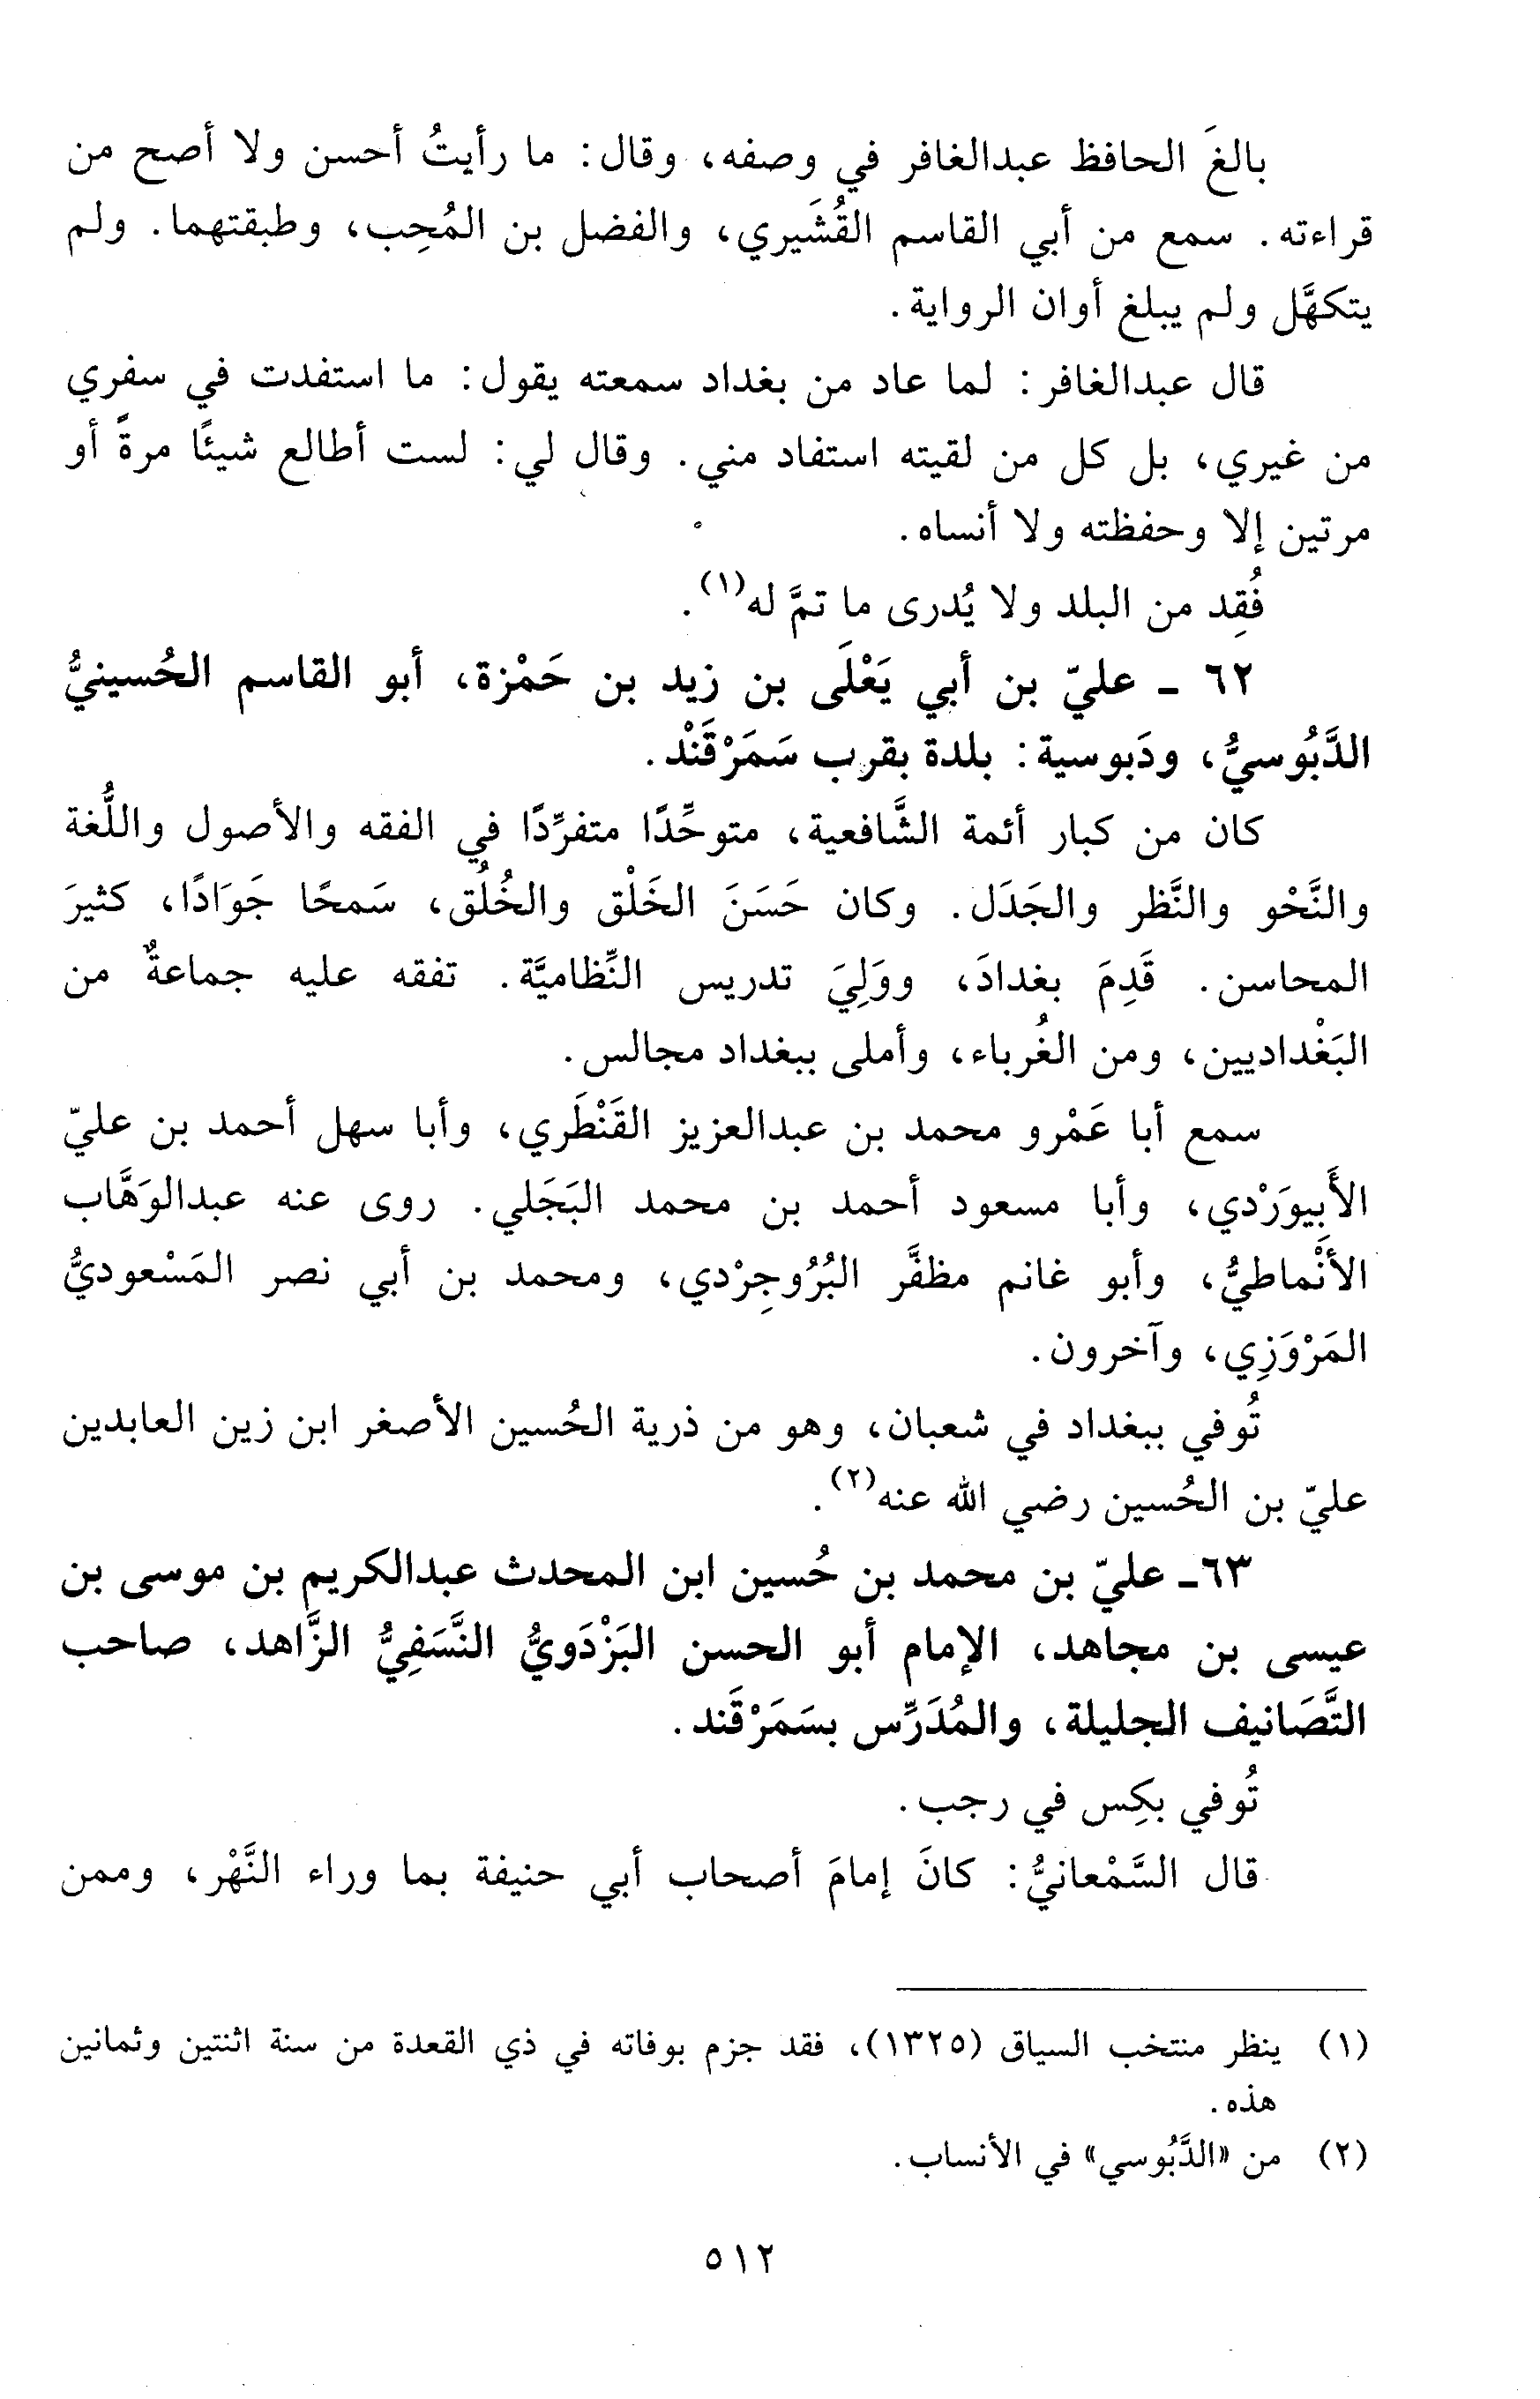 بالغَ الحافظ عبدالغافر في وصفه، وقال: ما رأيتُ أحسن ولا أصح من
قراءته. سمع من أبي القاسم القُشَيري، والفضل بن المُحِب، وطبقتهما. ولم
يتكهَّل ولم يبلغ أوان الرواية.
قال عبدالغافر: لما عاد من بغداد سمعته يقول: ما استفدت في سفري
من غيري، بل كل من لقيته استفاد مني. وقال لي: لست أطالع شيئًا مرةً أو
مرتين إلا وحفظته ولا أنساه.
فُقِد من البلد ولا يُدرى ما تمَّ له(١).
٦٢ - عليّ بن أبي يَعْلَى بن زيد بن حَمْزة، أبو القاسم الحُسينيُّ
الدَّبُوسيُّ، ودَبوسية: بلدة بقرب سَمَرْقَنْد.
كان من كبار أئمة الشَّافعية، متوحِّدًا متفرِّدًا في الفقه والأصول واللُّغة
والنَّحْو والنَّظر والجَدَل. وكان حَسَنَ الخَلْق والخُلُق، سَمحًا جَوَادًا، كثيرَ
المحاسن. قَدِمَ بغدادَ، ووَلِيَ تدريس النِّظاميَّة. تفقه عليه جماعةٌ من
البَغْداديين، ومن الغُرباء، وأملى ببغداد مجالس.
سمع أبا عَمْرو محمد بن عبدالعزيز القَنْطَري، وأبا سهل أحمد بن عليّ
الأَبِيوَرْدي، وأبا مسعود أحمد بن محمد البَجَلي. روى عنه عبدالوَهَّاب
الأنْماطيُّ، وأبو غانم مظفَّر البُرُوجِرْدي، ومحمد بن أبي نصر المَسْعوديُّ
المَرْوَزِي، وآخرون.
تُوفي ببغداد في شعبان، وهو من ذرية الحُسين الأصغر ابن زين العابدين
عليّ بن الحُسين رضي الله عنه(٢).
٦٣- عليّ بن محمد بن حُسين ابن المحدث عبدالكريم بن موسى بن
عيسى بن مجاهد، الإمام أبو الحسن البَزْدَويُّ النَّسَفِيُّ الزَّاهد، صاحب
التَّصَانيف الجليلة، والمُدَرِّس بسَمَرْقَند.
تُوفي بكِس في رجب.
قال السَّمْعانيُّ: كانَ إمامَ أصحاب أبي حنيفة بما وراء النَّهْر، وممن
(١) ينظر منتخب السياق (١٣٢٥)، فقد جزم بوفاته في ذي القعدة من سنة اثنتين وثمانين
هذه.
(٢) من «الدَّبُوسي» في الأنساب.
٥١٢